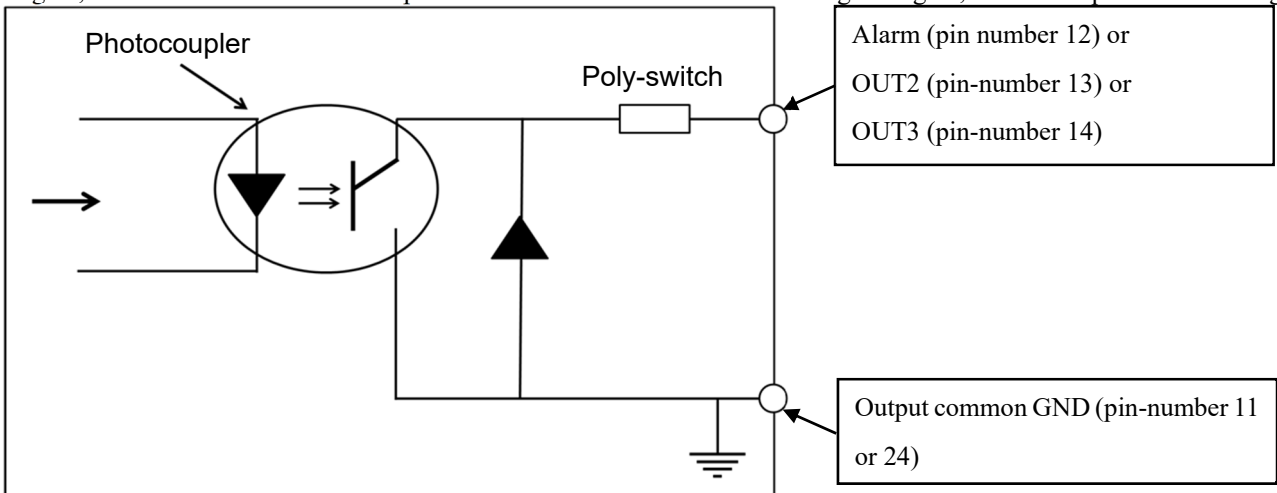 Photocoupler
Poly-switch
Alarm (pin number 12) or
OUT2 (pin-number 13) or
OUT3 (pin-number 14)
Output common GND (pin-number 11
or 24)